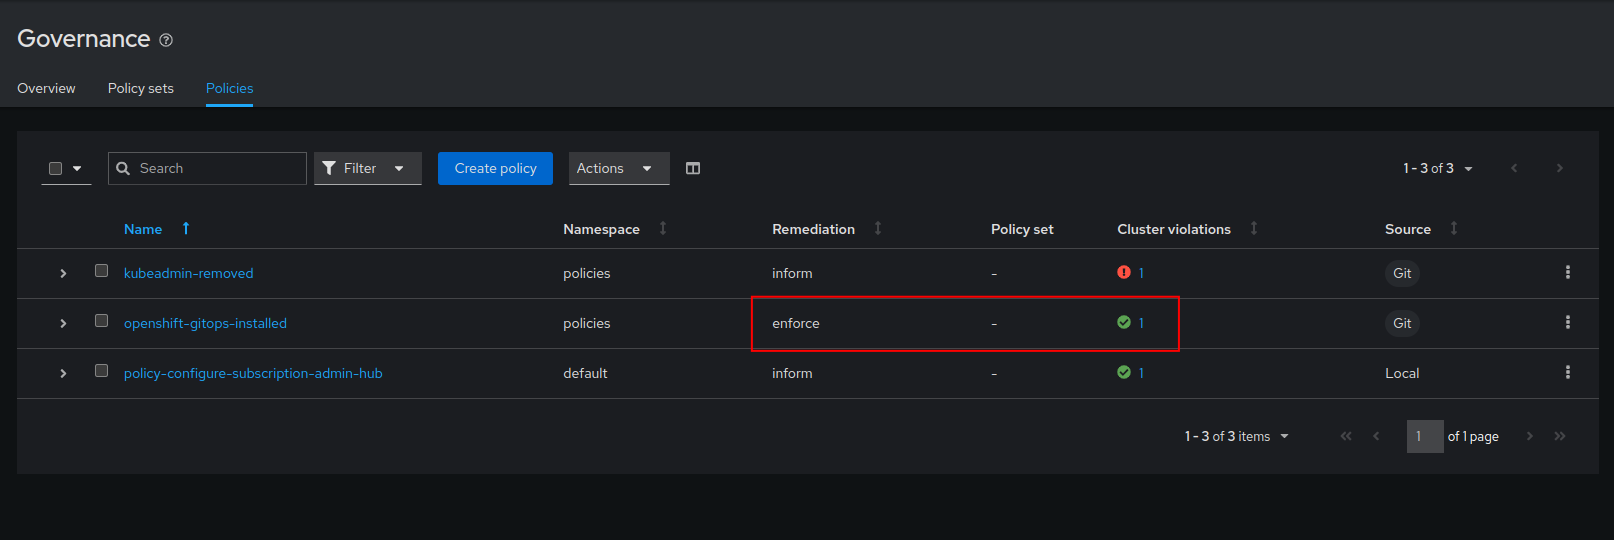 Governance
Overview Policy sets Policies
Search Filter Create policy Actions 1 - 3 of 3
Name Namespace Remediation Policy set Cluster violations Source
kubeadmin-removed policies inform - 1 Git
openshift-gitops-installed policies enforce - 1 Git
policy-configure-subscription-admin-hub default inform - 1 Local
1 - 3 of 3 items 1 of 1 page